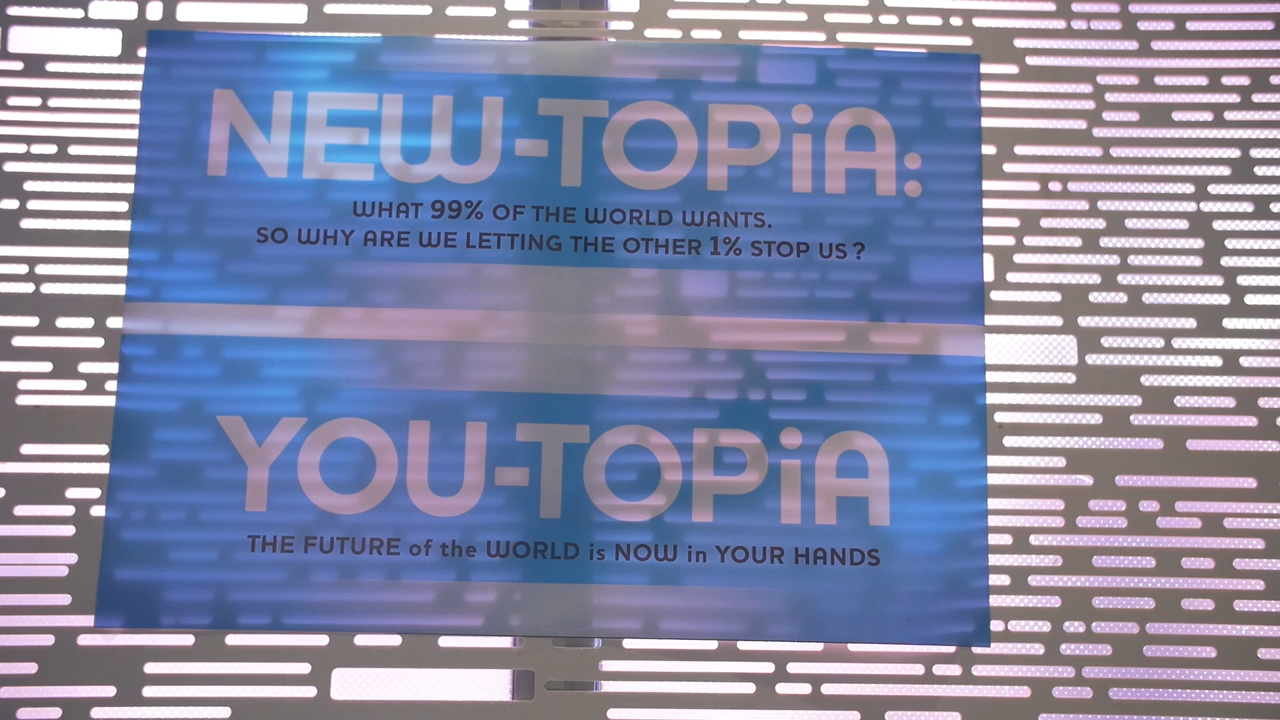 NEW-TOPiA:
WHAT 99% OF THE WORLD WANTS.
SO WHY ARE WE LETTING THE OTHER 1% STOP US?
YOU-TOPiA
THE FUTURE of the WORLD is NOW in YOUR HANDS